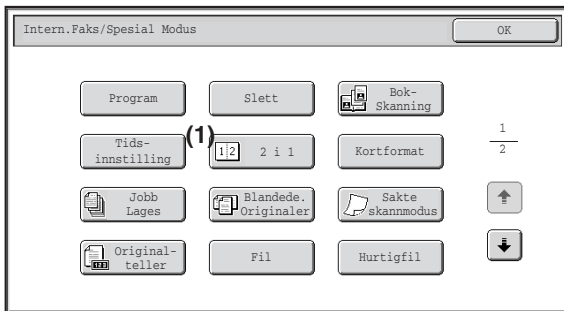 Intern.Faks/Spesial Modus
OK
Program
Slett
Bok-
Skanning
Tids-
innstilling
(1)
1 2
2 i 1
Kortformat
1
2
Jobb
Lages
Blandede.
Originaler
Sakte
skannmodus
Original-
teller
123
Fil
Hurtigfil